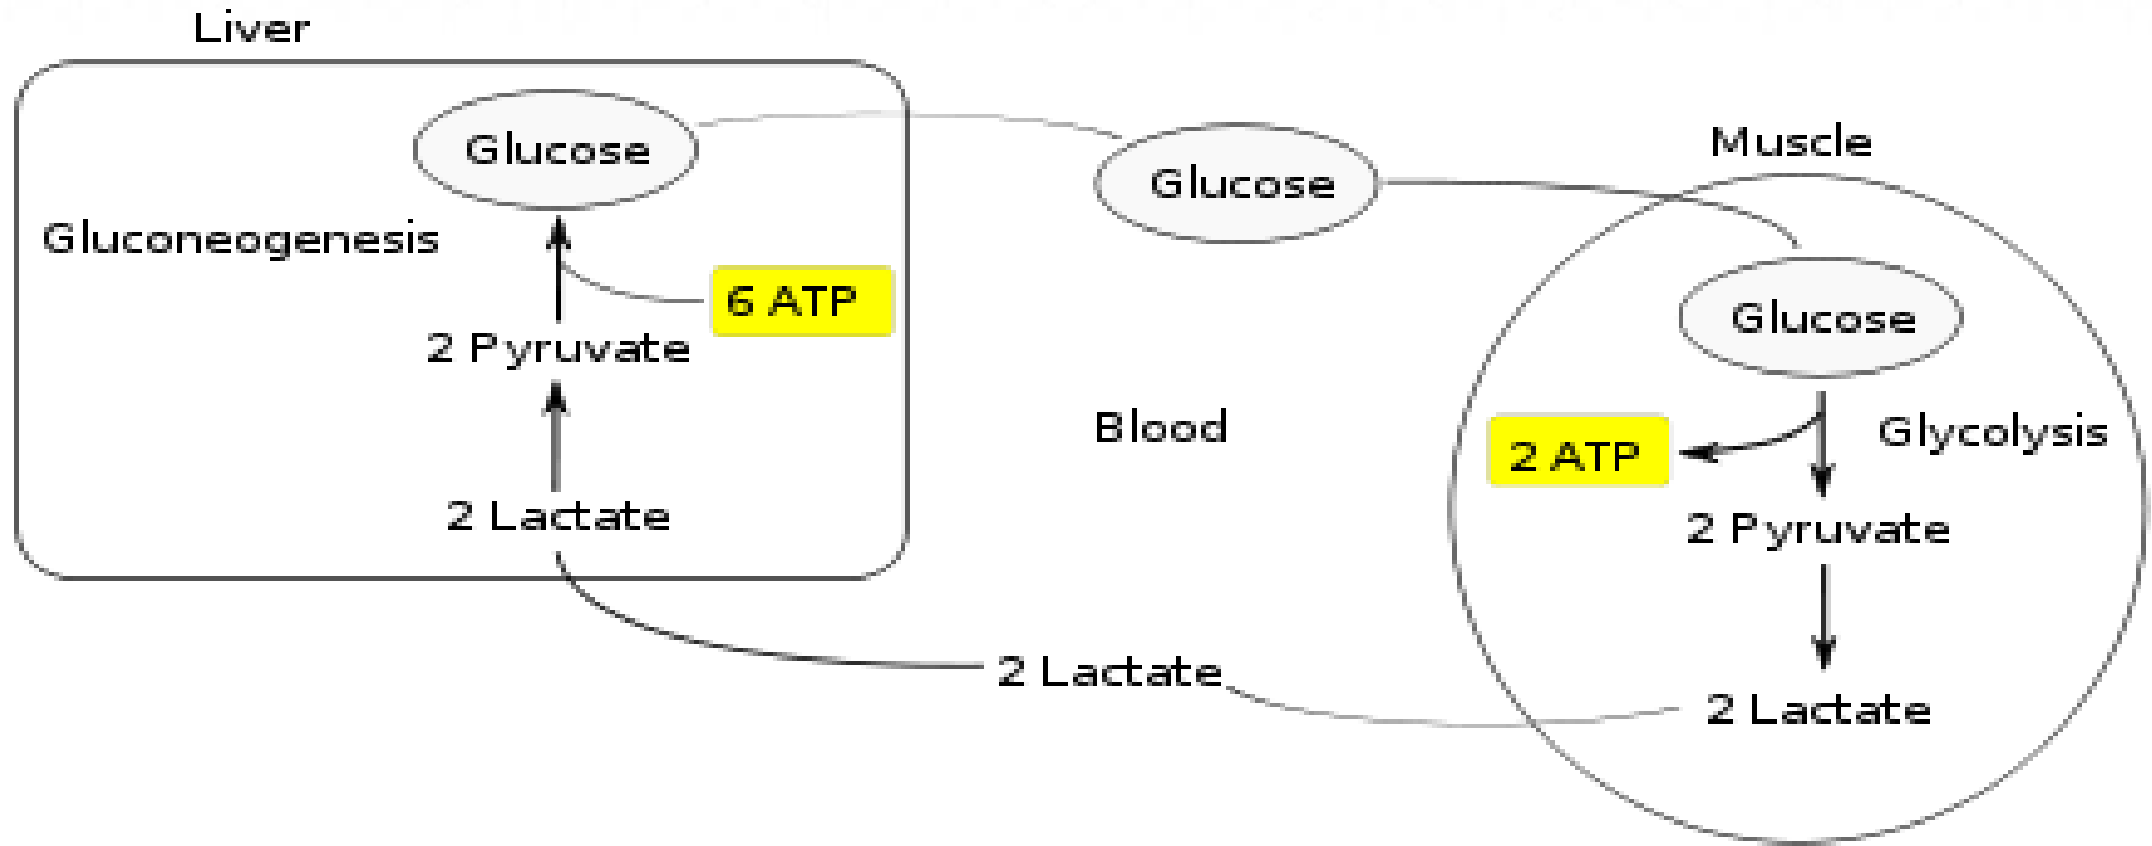 Liver
Glucose
Gluconeogenesis
6 ATP
2 Pyruvate
2 Lactate
Glucose
Blood
2 Lactate
Muscle
Glucose
2 ATP
Glycolysis
2 Pyruvate
2 Lactate